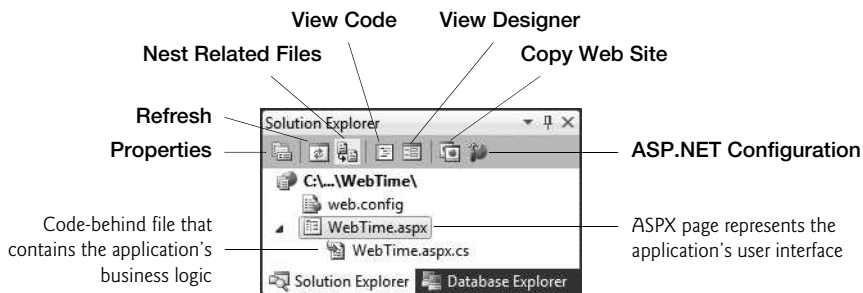 View Code
View Designer
Nest Related Files
Copy Web Site
Refresh
Solution Explorer
Properties
ASP.NET Configuration
C:\...\WebTime\
web.config
Code-behind file that
contains the application's
business logic
WebTime.aspx
WebTime.aspx.cs
ASPX page represents the
application's user interface
Solution Explorer
Database Explorer